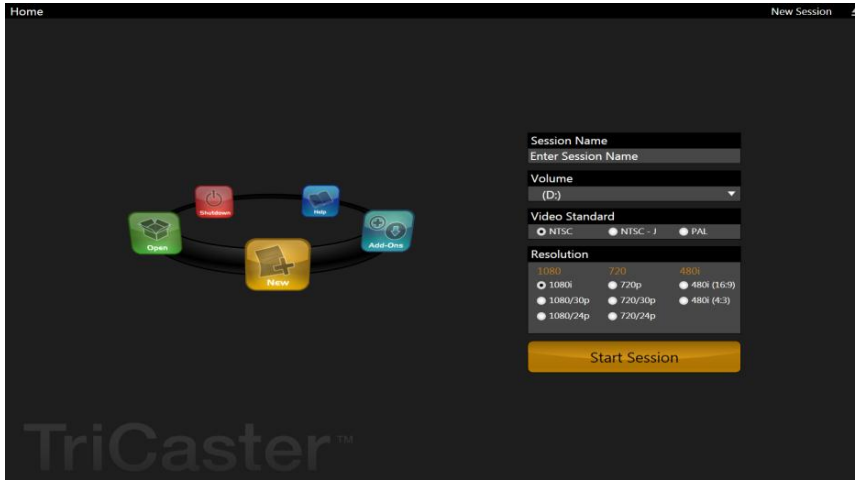 Home
New Session
Session Name
Enter Session Name
Volume
(D:)
Video Standard
NTSC NTSC - J PAL
Resolution
1080 720 480i
1080i 720p 480i (16:9)
1080/30p 720/30p 480i (4:3)
1080/24p 720/24p
Start Session
Shutdown
Help
Open
Add-Ons
New
TriCaster™